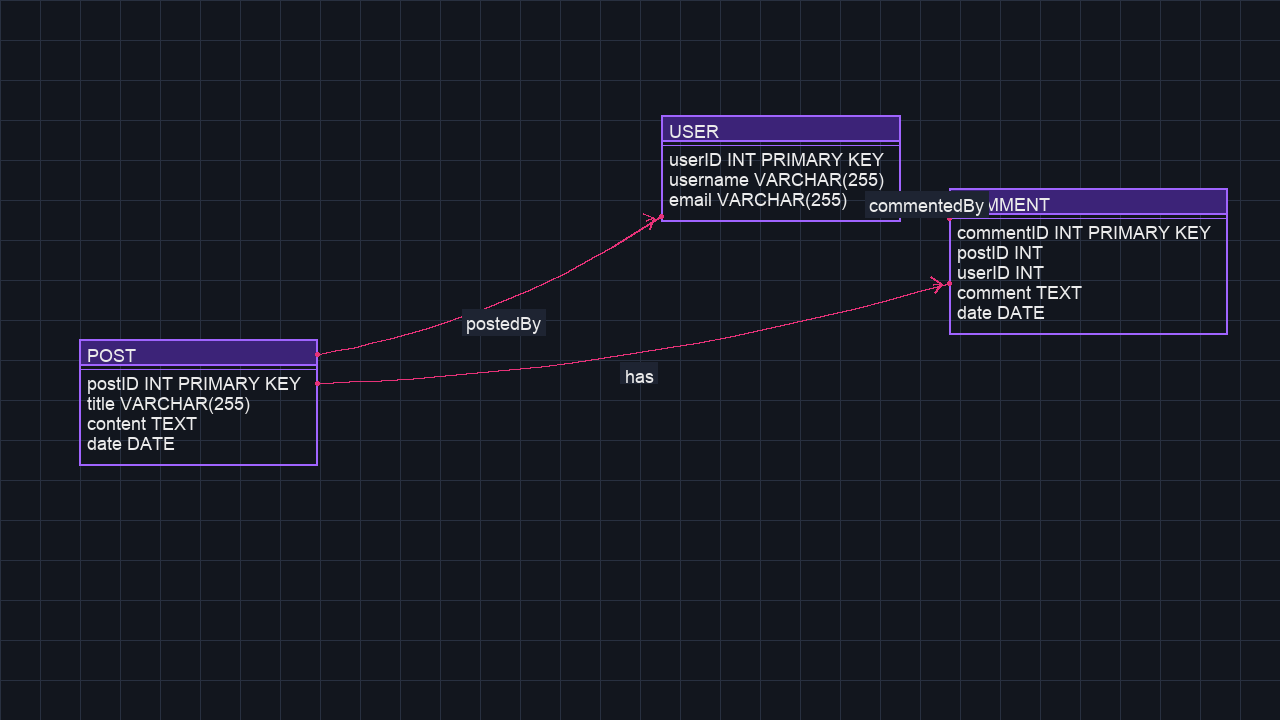 USER
userID INT PRIMARY KEY
username VARCHAR(255)
email VARCHAR(255)
commentedBy
MMENT
commentID INT PRIMARY KEY
postID INT
userID INT
comment TEXT
date DATE
postedBy
has
POST
postID INT PRIMARY KEY
title VARCHAR(255)
content TEXT
date DATE